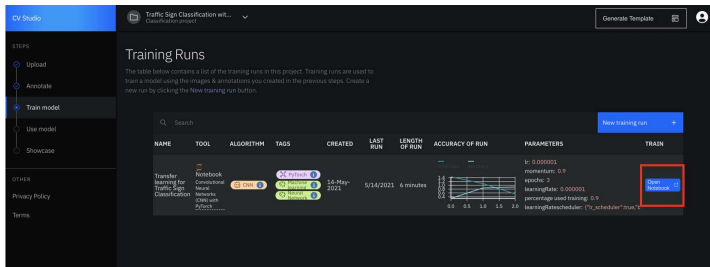 CV Studio
Traffic Sign Classification wit...
Classification project
Generate Template
STEPS
Upload
Annotate
Train model
Use model
Showcase
OTHER
Privacy Policy
Terms
Training Runs
The table below contains a list of the training runs in this project. Training runs are used to
train a model using the images & annotations you created in the previous steps. Create a
new run by clicking the New training run button.
Search
New training run +
NAME TOOL ALGORITHM TAGS CREATED LAST RUN LENGTH OF RUN ACCURACY OF RUN PARAMETERS TRAIN
Transfer
learning for
Traffic Sign
Classification
Notebook
Convolutional
Neural
Networks
(CNN) with
PyTorch
CNN
PyTorch
Machine learning
Neural Network
14-May-
2021
5/14/2021
6 minutes
0.0 0.5 1.0 1.5 2.0
lr: 0.000001
momentum: 0.9
epochs: 3
learningRate: 0.000001
percentage used training: 0.9
learningRatescheduler: {"lr_scheduler":true,"s
Open
Notebook